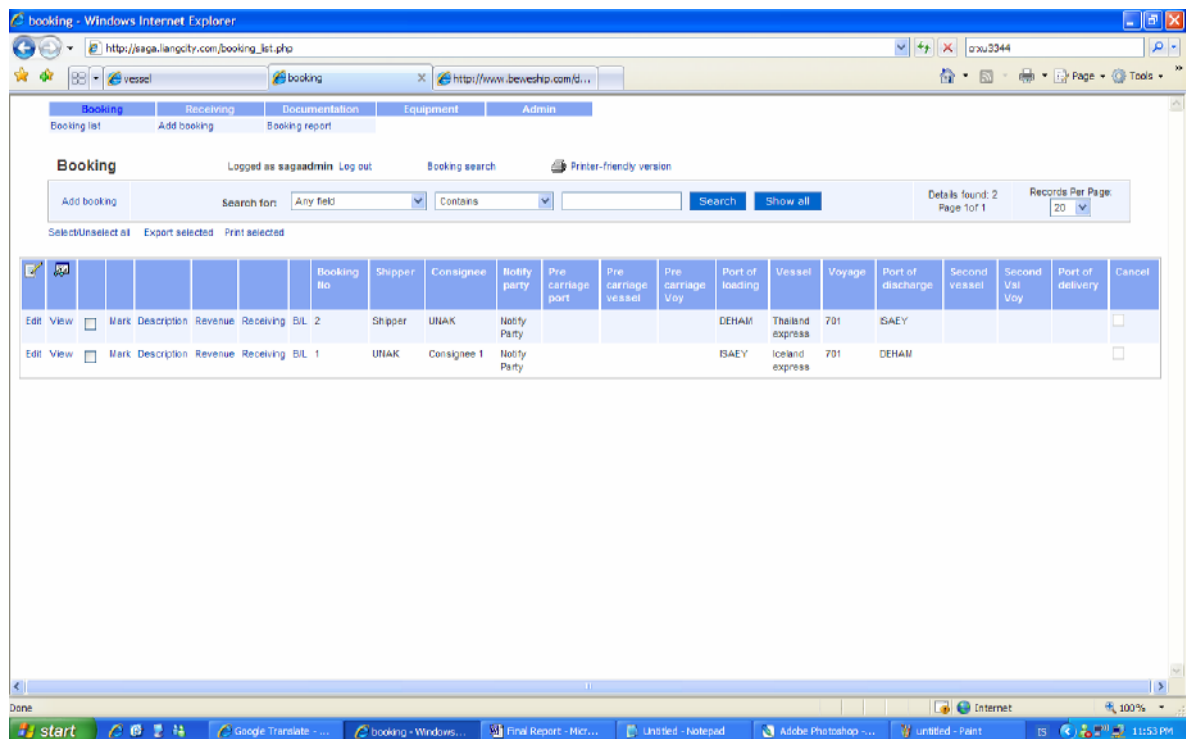 booking - Windows Internet Explorer
http://saga.liangcity.com/booking_list.php
oxu3344
vessel booking http://www.beweship.com/d... Page Tools
Booking Receiving Documentation Equipment Admin
Booking list Add booking Booking report
Booking Logged as sagaadmin Log out Booking search Printer-friendly version
Add booking Search for: Any field Contains Search Show all Details found: 2 Page 1of 1 Records Per Page: 20
Select/Unselect all Export selected Print selected
Booking No Shipper Consignee Notify party Pre carriage port Pre carriage vessel Pre carriage Voy Port of loading Vessel Voyage Port of discharge Second vessel Second Vsl Voy Port of delivery Cancel
Edit View Mark Description Revenue Receiving B/L 2 Shipper UNAK Notify Party DEHAM Thailand express 701 ISAEY
Edit View Mark Description Revenue Receiving B/L 1 UNAK Consignee 1 Notify Party ISAEY Iceland express 701 DEHAM
Done Internet 100%
start Google Translate - ... booking - Windows... Final Report - Micr... Untitled - Notepad Adobe Photoshop -... untitled - Paint IS 11:53 PM